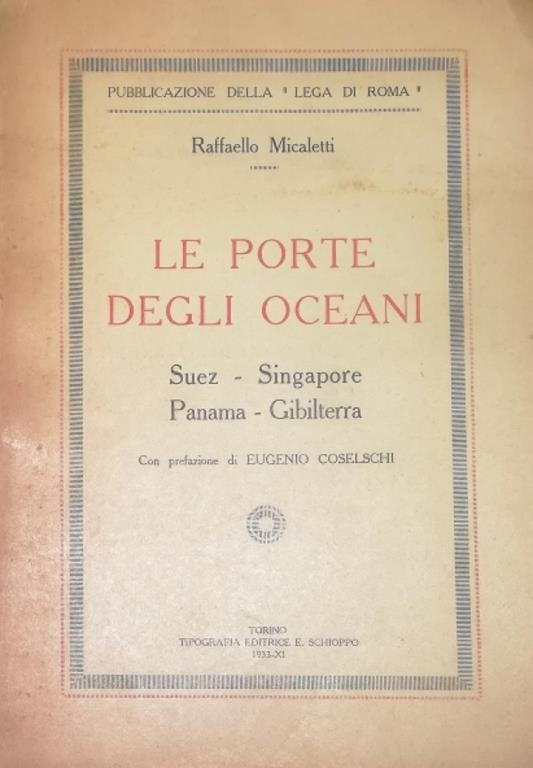 PUBBLICAZIONE DELLA " LEGA DI ROMA "
Raffaello Micaletti
LE PORTE
DEGLI OCEANI
Suez - Singapore
Panama - Gibilterra
Con prefazione di EUGENIO COSELSCHI
TORINO
TIPOGRAFIA EDITRICE E. SCHIOPPO
1933-XI